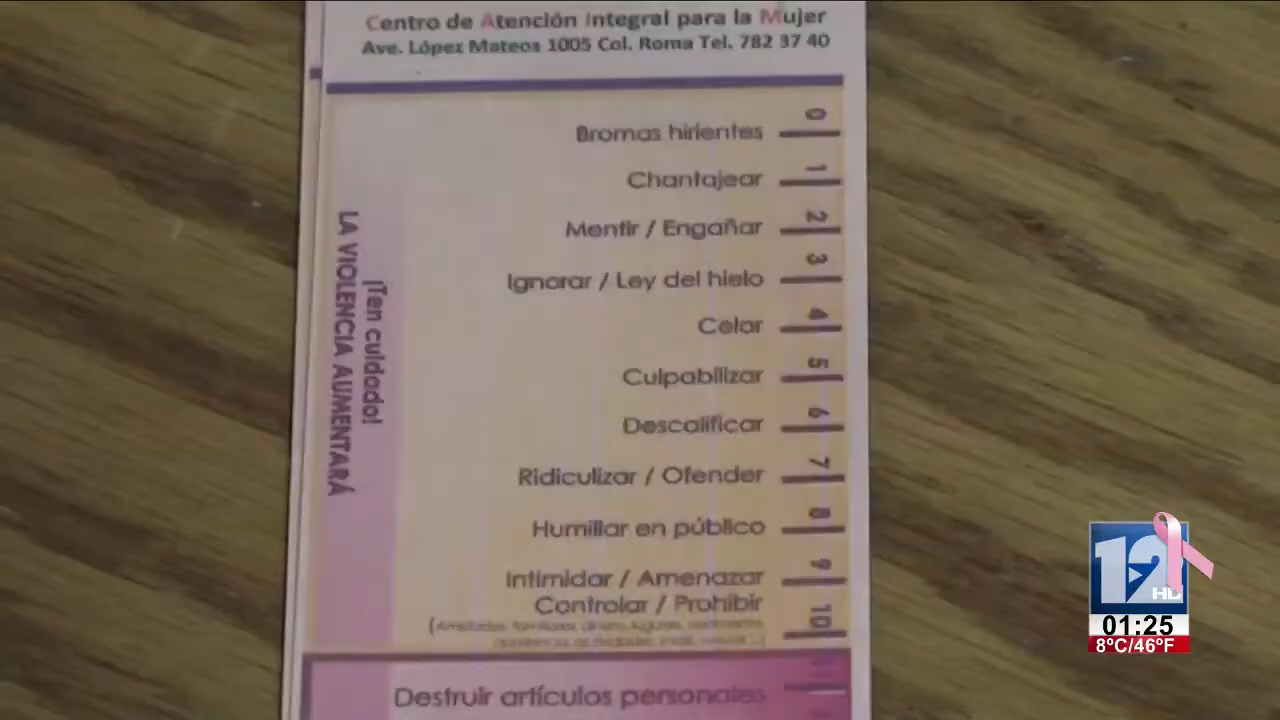 Centro de Atención Integral para la Mujer
Ave. López Mateos 1005 Col. Roma Tel. 782 37 40
0
Bromas hirientes
1
Chantajear
2
Mentir / Engañar
3
Ignorar / Ley del hielo
4
Celar
5
Culpabilizar
6
Descalificar
7
Ridiculizar / Ofender
8
Humillar en público
9
Intimidar / Amenazar
10
Controlar / Prohibir
Destruir artículos personales
¡Ten cuidado!
LA VIOLENCIA AUMENTARÁ
12
HD
01:25
8°C/46°F